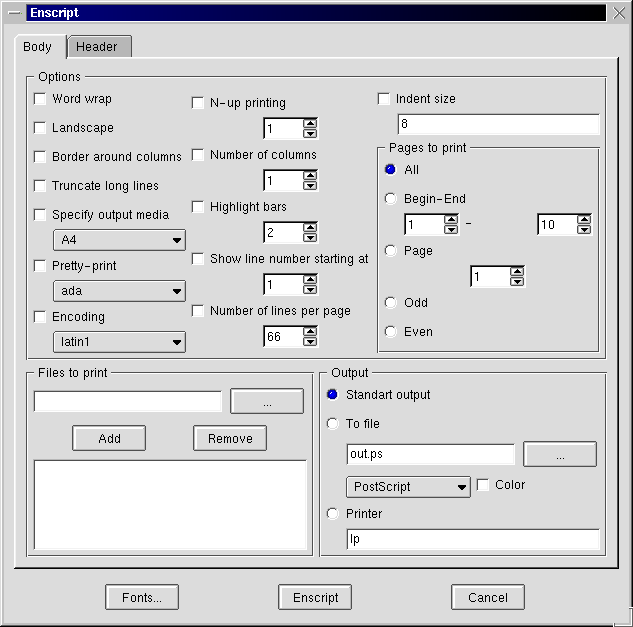 Enscript
Body
Header
Options
Word wrap
Landscape
Border around columns
Truncate long lines
Specify output media
A4
Pretty-print
ada
Encoding
latin1
N-up printing
1
Number of columns
1
Highlight bars
2
Show line number starting at
1
Number of lines per page
66
Indent size
8
Pages to print
All
Begin-End
1 - 10
Page
1
Odd
Even
Files to print
...
Add
Remove
Output
Standart output
To file
out.ps
...
PostScript
Color
Printer
lp
Fonts...
Enscript
Cancel